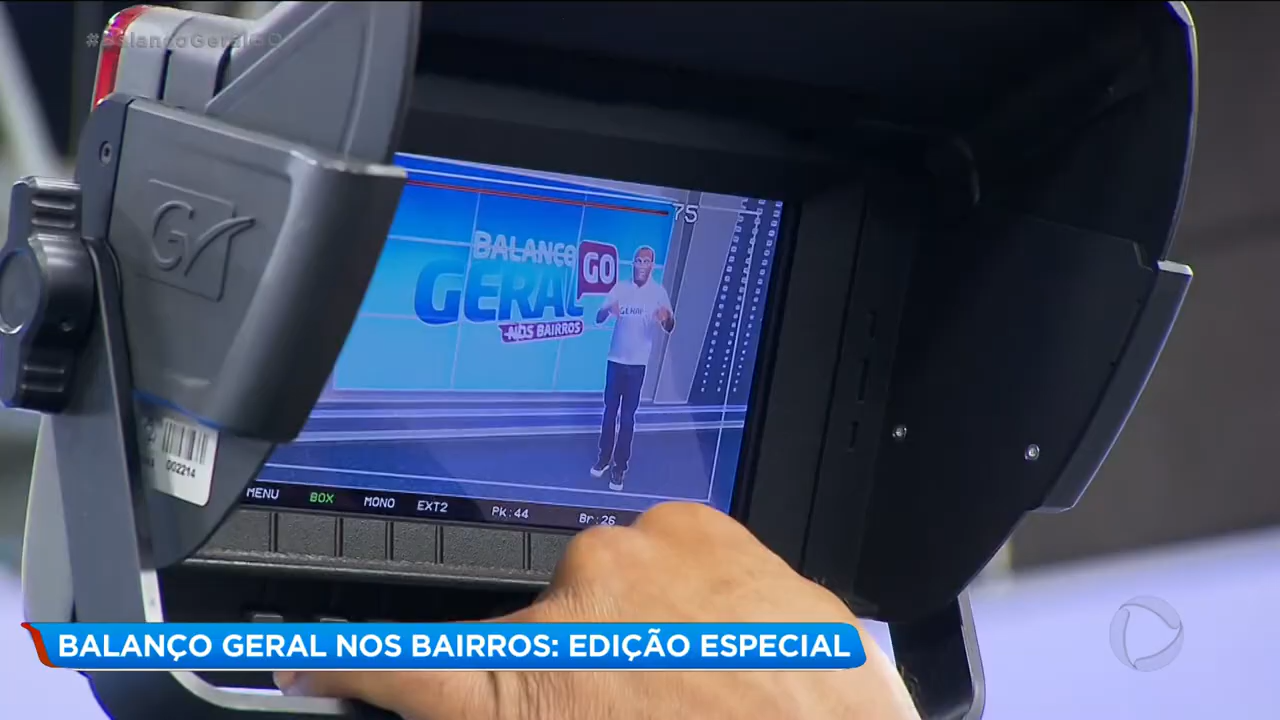 #BalançoGeralGO
GV
75
BALANÇO
GO
GERAL
NOS BAIRROS
GERAL
002214
MENU BOX MONO EXT2 Pk:44 Br:26
BALANÇO GERAL NOS BAIRROS: EDIÇÃO ESPECIAL